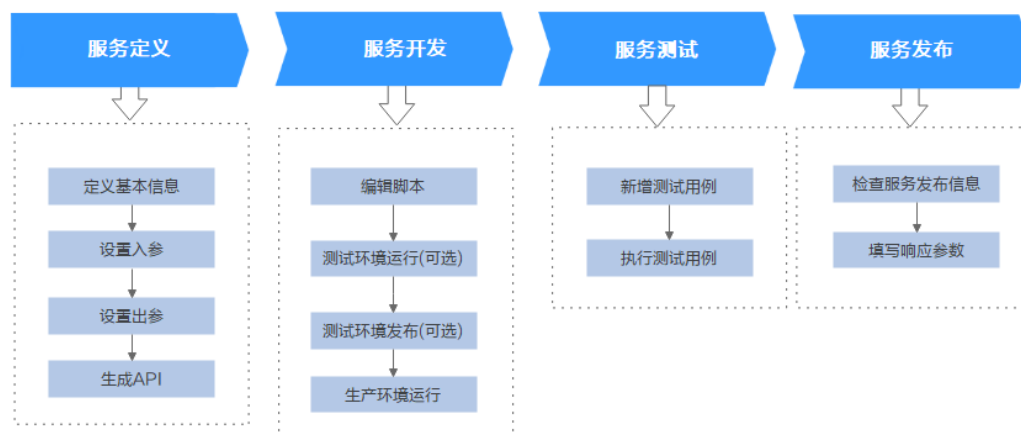 服务定义
定义基本信息
设置入参
设置出参
生成API
服务开发
编辑脚本
测试环境运行(可选)
测试环境发布(可选)
生产环境运行
服务测试
新增测试用例
执行测试用例
服务发布
检查服务发布信息
填写响应参数